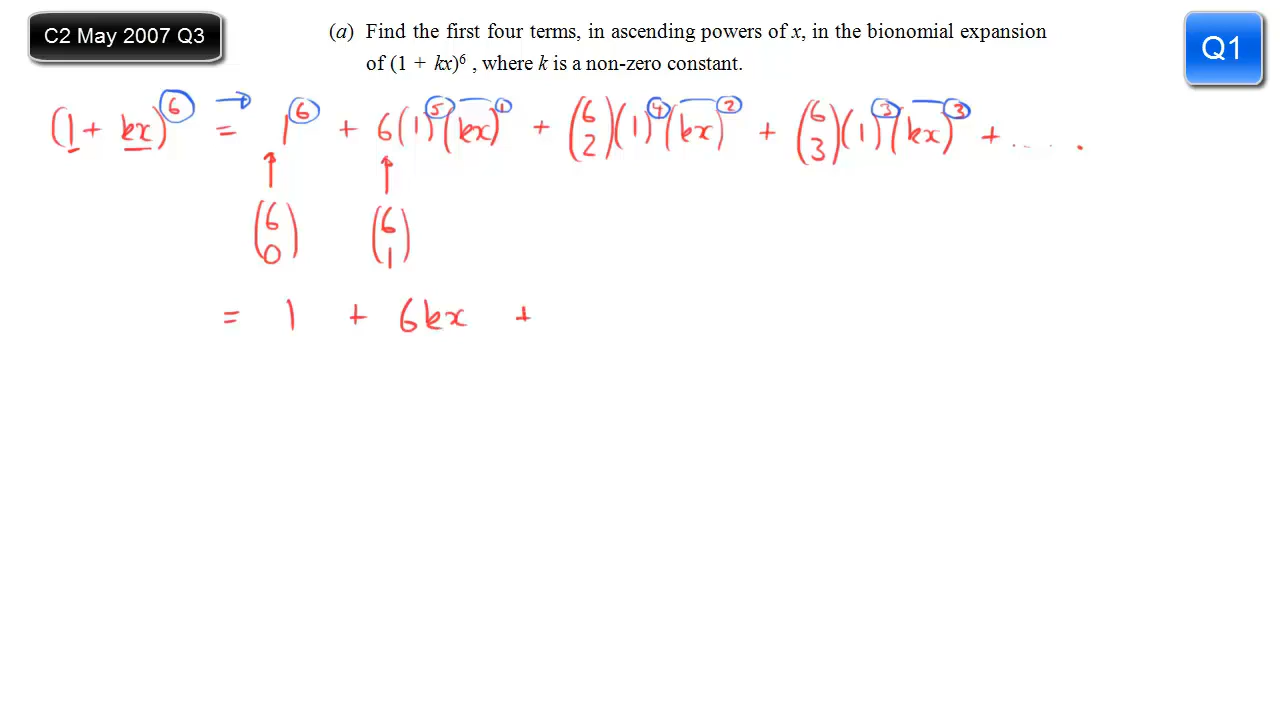 C2 May 2007 Q3
(a) Find the first four terms, in ascending powers of x, in the bionomial expansion
of (1 + kx)⁶ , where k is a non-zero constant.
Q1
(1 + kx)⁶ → = 1⁶ + 6(1)⁵(kx)¹ + (6 2)(1)⁴(kx)² + (6 3)(1)³(kx)³ + .....
↑ ↑
(6 0) (6 1)
= 1 + 6kx +